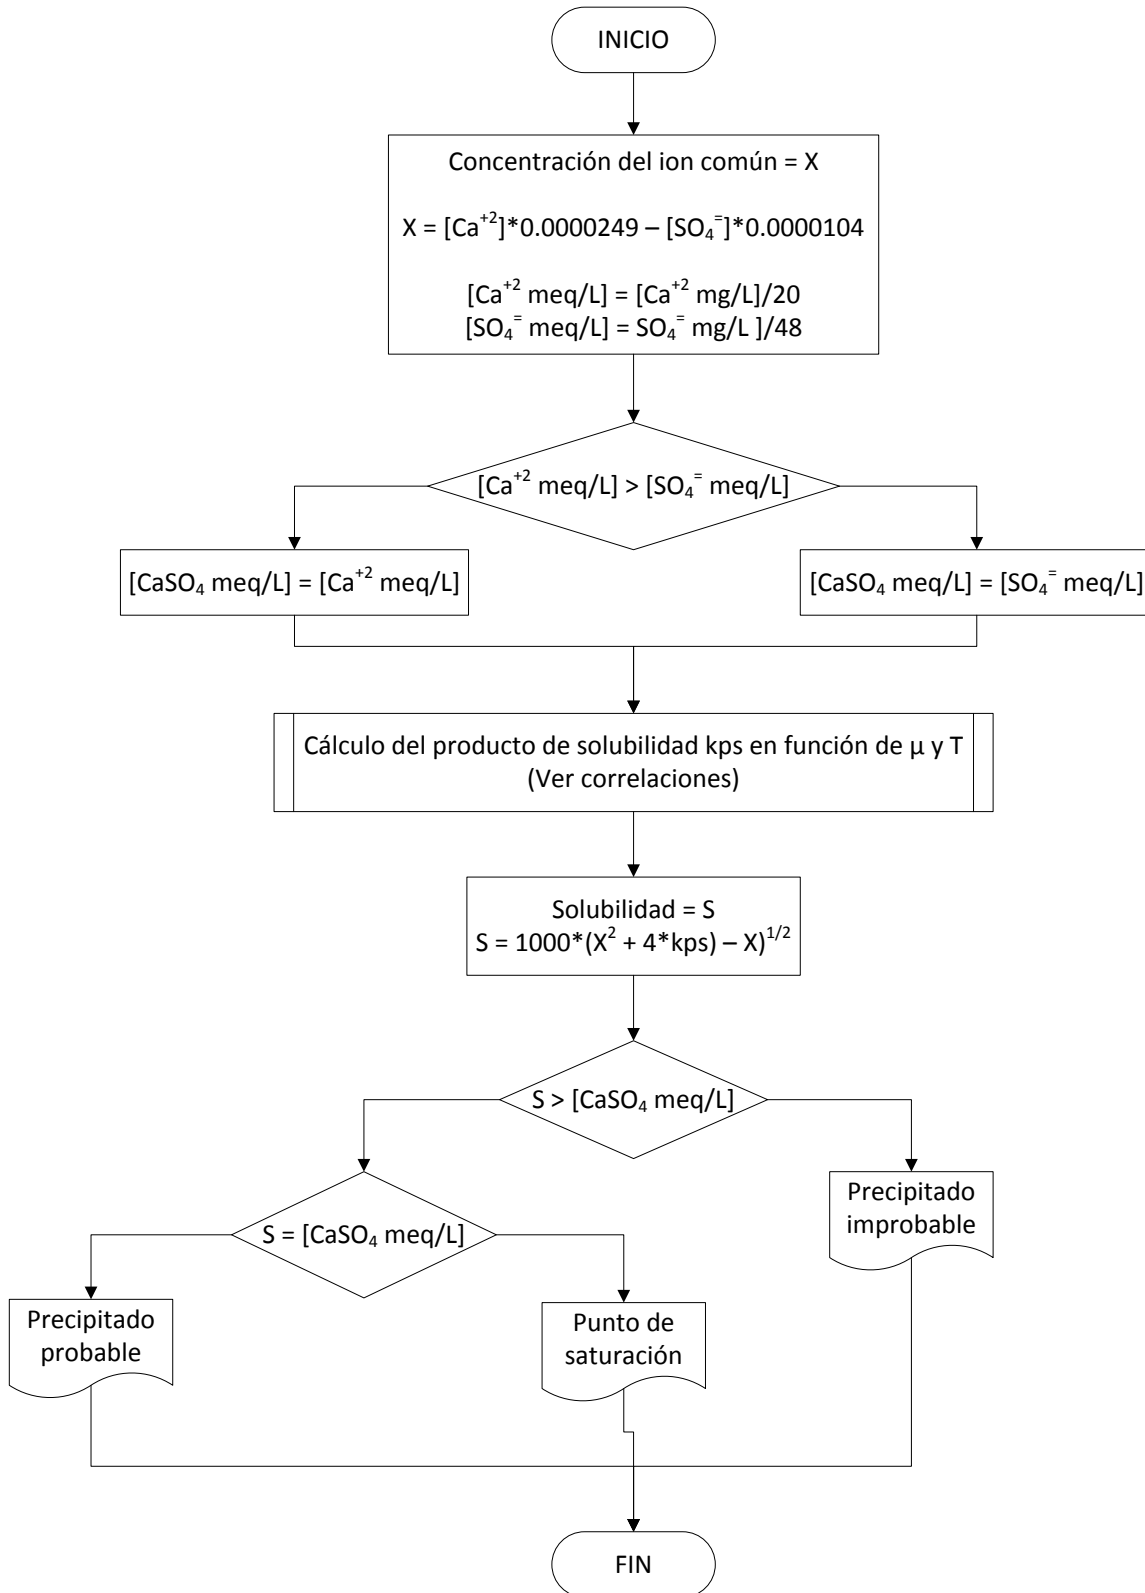 INICIO
Concentración del ion común = X
X = [Ca⁺²]*0.0000249 – [SO₄⁼]*0.0000104
[Ca⁺² meq/L] = [Ca⁺² mg/L]/20
[SO₄⁼ meq/L] = SO₄⁼ mg/L ]/48
[Ca⁺² meq/L] > [SO₄⁼ meq/L]
[CaSO₄ meq/L] = [Ca⁺² meq/L]
[CaSO₄ meq/L] = [SO₄⁼ meq/L]
Cálculo del producto de solubilidad kps en función de µ y T
(Ver correlaciones)
Solubilidad = S
S = 1000*(X² + 4*kps) – X)¹/²
S > [CaSO₄ meq/L]
Precipitado
improbable
S = [CaSO₄ meq/L]
Precipitado
probable
Punto de
saturación
FIN